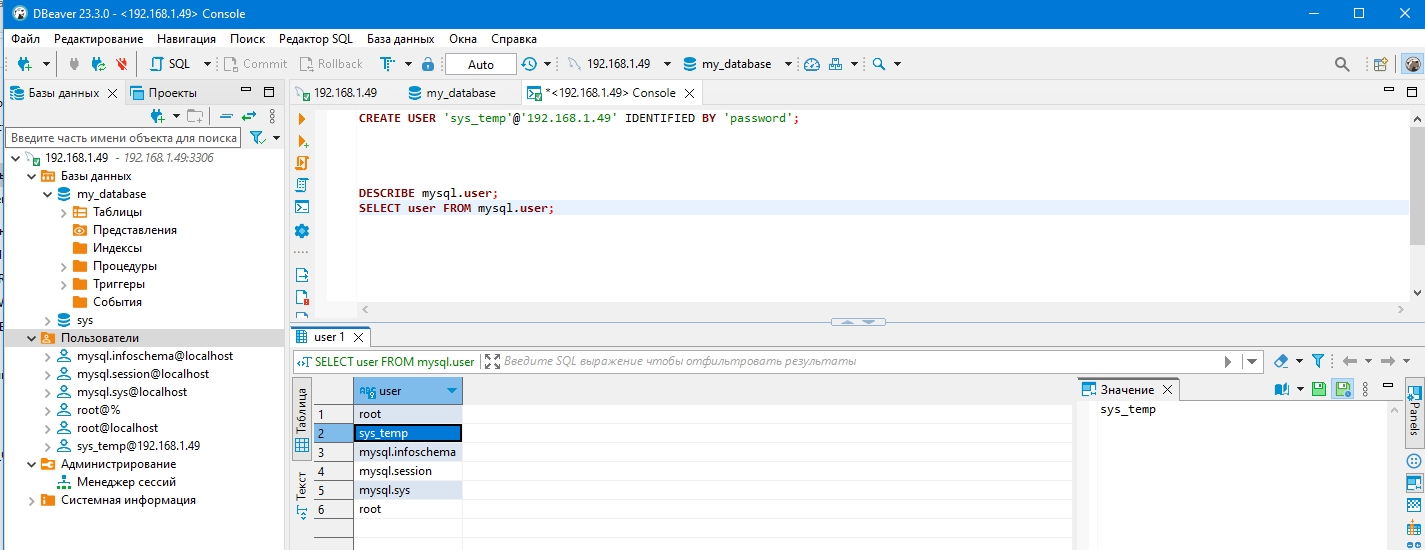 DBeaver 23.3.0 - <192.168.1.49> Console
Файл Редактирование Навигация Поиск Редактор SQL База данных Окна Справка
SQL Commit Rollback Auto 192.168.1.49 my_database
Базы данных Проекты
192.168.1.49 my_database *<192.168.1.49> Console
Введите часть имени объекта для поиска
192.168.1.49 - 192.168.1.49:3306
Базы данных
my_database
Таблицы
Представления
Индексы
Процедуры
Триггеры
События
sys
Пользователи
mysql.infoschema@localhost
mysql.session@localhost
mysql.sys@localhost
root@%
root@localhost
sys_temp@192.168.1.49
Администрирование
Менеджер сессий
Системная информация
CREATE USER 'sys_temp'@'192.168.1.49' IDENTIFIED BY 'password';
DESCRIBE mysql.user;
SELECT user FROM mysql.user;
user 1
SELECT user FROM mysql.user Введите SQL выражение чтобы отфильтровать результаты
Таблица
Текст
ABC user
1 root
2 sys_temp
3 mysql.infoschema
4 mysql.session
5 mysql.sys
6 root
Значение
sys_temp
Panels